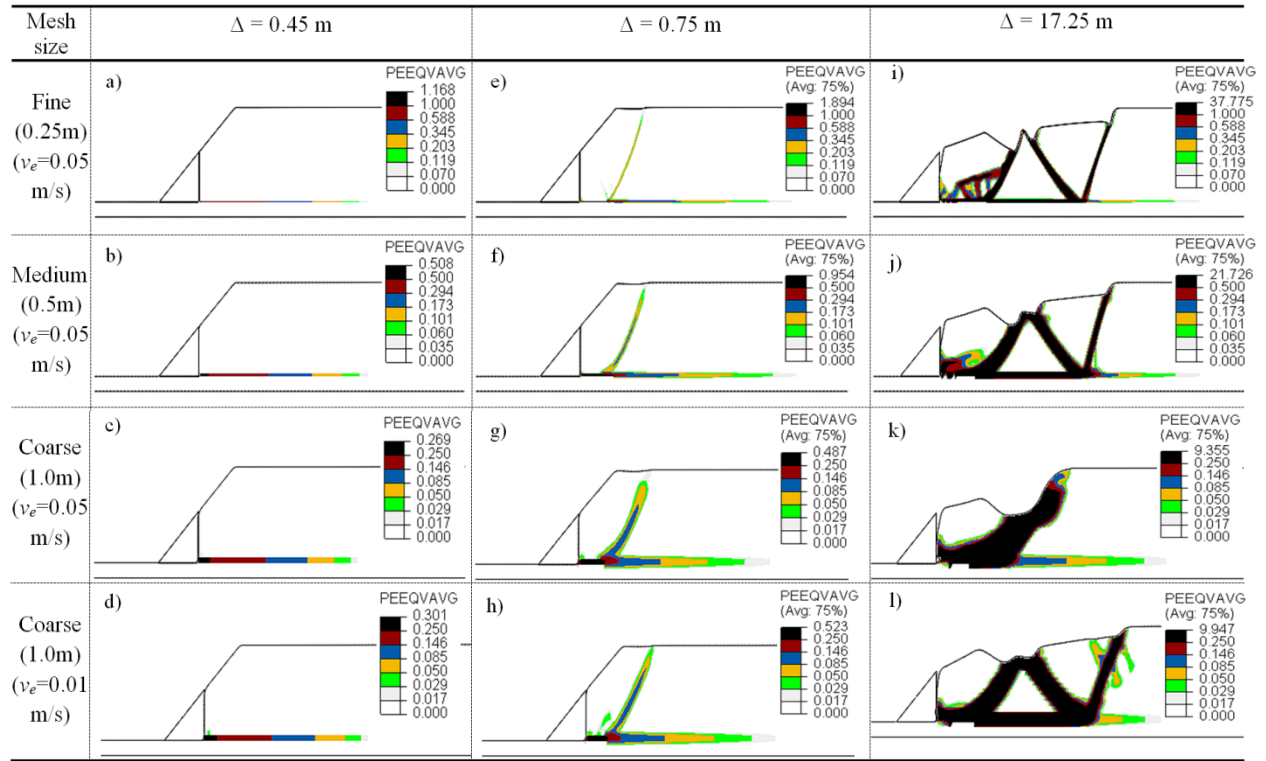 Mesh size
Δ = 0.45 m
Δ = 0.75 m
Δ = 17.25 m
Fine
(0.25m)
(vₑ=0.05
m/s)
a)
PEEQVAVG
1.168
1.000
0.588
0.345
0.203
0.119
0.070
0.000
e)
PEEQVAVG
(Avg: 75%)
1.894
1.000
0.588
0.345
0.203
0.119
0.070
0.000
i)
PEEQVAVG
(Avg: 75%)
37.775
1.000
0.588
0.345
0.203
0.119
0.070
0.000
Medium
(0.5m)
(vₑ=0.05
m/s)
b)
PEEQVAVG
0.508
0.500
0.294
0.173
0.101
0.060
0.035
0.000
f)
PEEQVAVG
(Avg: 75%)
0.954
0.500
0.294
0.173
0.101
0.060
0.035
0.000
j)
PEEQVAVG
(Avg: 75%)
21.726
0.500
0.294
0.173
0.101
0.060
0.035
0.000
Coarse
(1.0m)
(vₑ=0.05
m/s)
c)
PEEQVAVG
0.269
0.250
0.146
0.085
0.050
0.029
0.017
0.000
g)
PEEQVAVG
(Avg: 75%)
0.487
0.250
0.146
0.085
0.050
0.029
0.017
0.000
k)
PEEQVAVG
(Avg: 75%)
9.355
0.250
0.146
0.085
0.050
0.029
0.017
0.000
Coarse
(1.0m)
(vₑ=0.01
m/s)
d)
PEEQVAVG
0.301
0.250
0.146
0.085
0.050
0.029
0.017
0.000
h)
PEEQVAVG
(Avg: 75%)
0.523
0.250
0.146
0.085
0.050
0.029
0.017
0.000
l)
PEEQVAVG
(Avg: 75%)
9.947
0.250
0.146
0.085
0.050
0.029
0.017
0.000